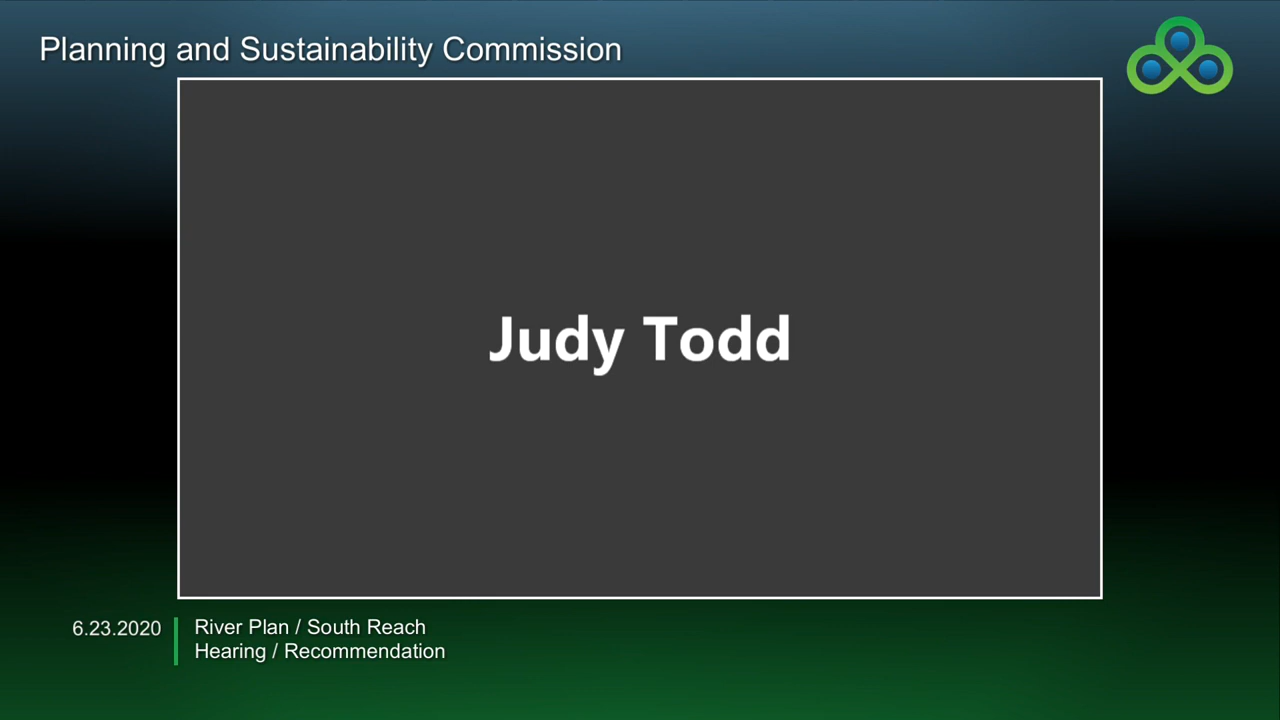 Planning and Sustainability Commission
Judy Todd
6.23.2020
River Plan / South Reach
Hearing / Recommendation